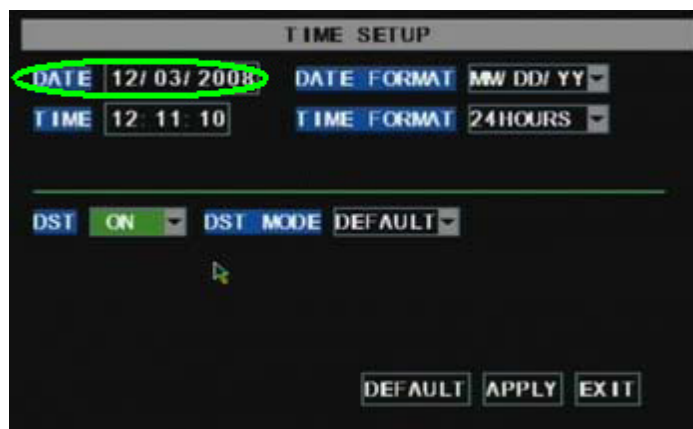 TIME SETUP
DATE 12/03/2008 DATE FORMAT MM/DD/YY
TIME 12:11:10 TIME FORMAT 24HOURS
DST ON DST MODE DEFAULT
DEFAULT APPLY EXIT